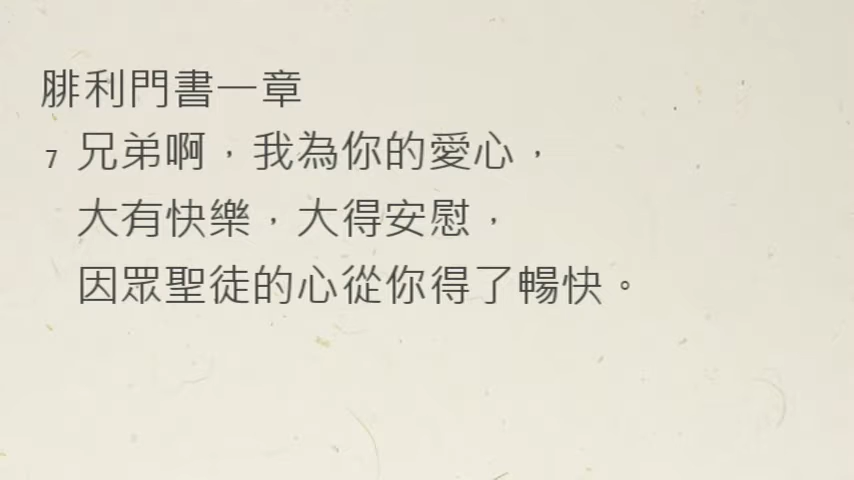 腓利門書一章
7 兄弟啊，我為你的愛心，
大有快樂，大得安慰，
因眾聖徒的心從你得了暢快。